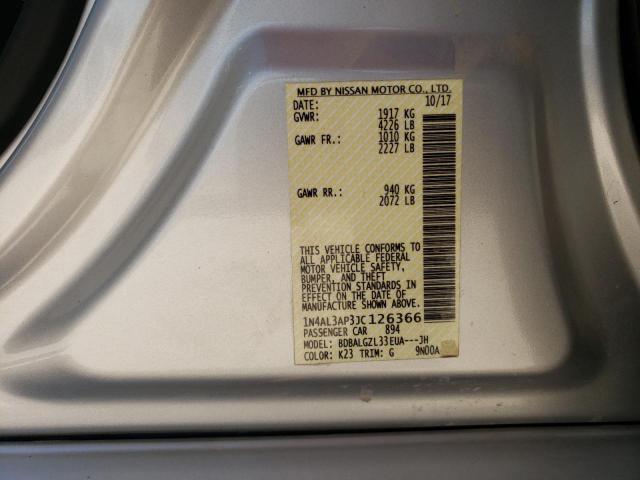 MFD BY NISSAN MOTOR CO., LTD.
DATE: 10/17
GVWR: 1917 KG
4226 LB
GAWR FR.: 1010 KG
2227 LB
GAWR RR.: 940 KG
2072 LB
THIS VEHICLE CONFORMS TO
ALL APPLICABLE FEDERAL
MOTOR VEHICLE SAFETY,
BUMPER, AND THEFT
PREVENTION STANDARDS IN
EFFECT ON THE DATE OF
MANUFACTURE SHOWN ABOVE.
1N4AL3AP3JC126366
PASSENGER CAR 894
MODEL: BDBALGZL33EUA---JH
COLOR: K23 TRIM: G 9N00A